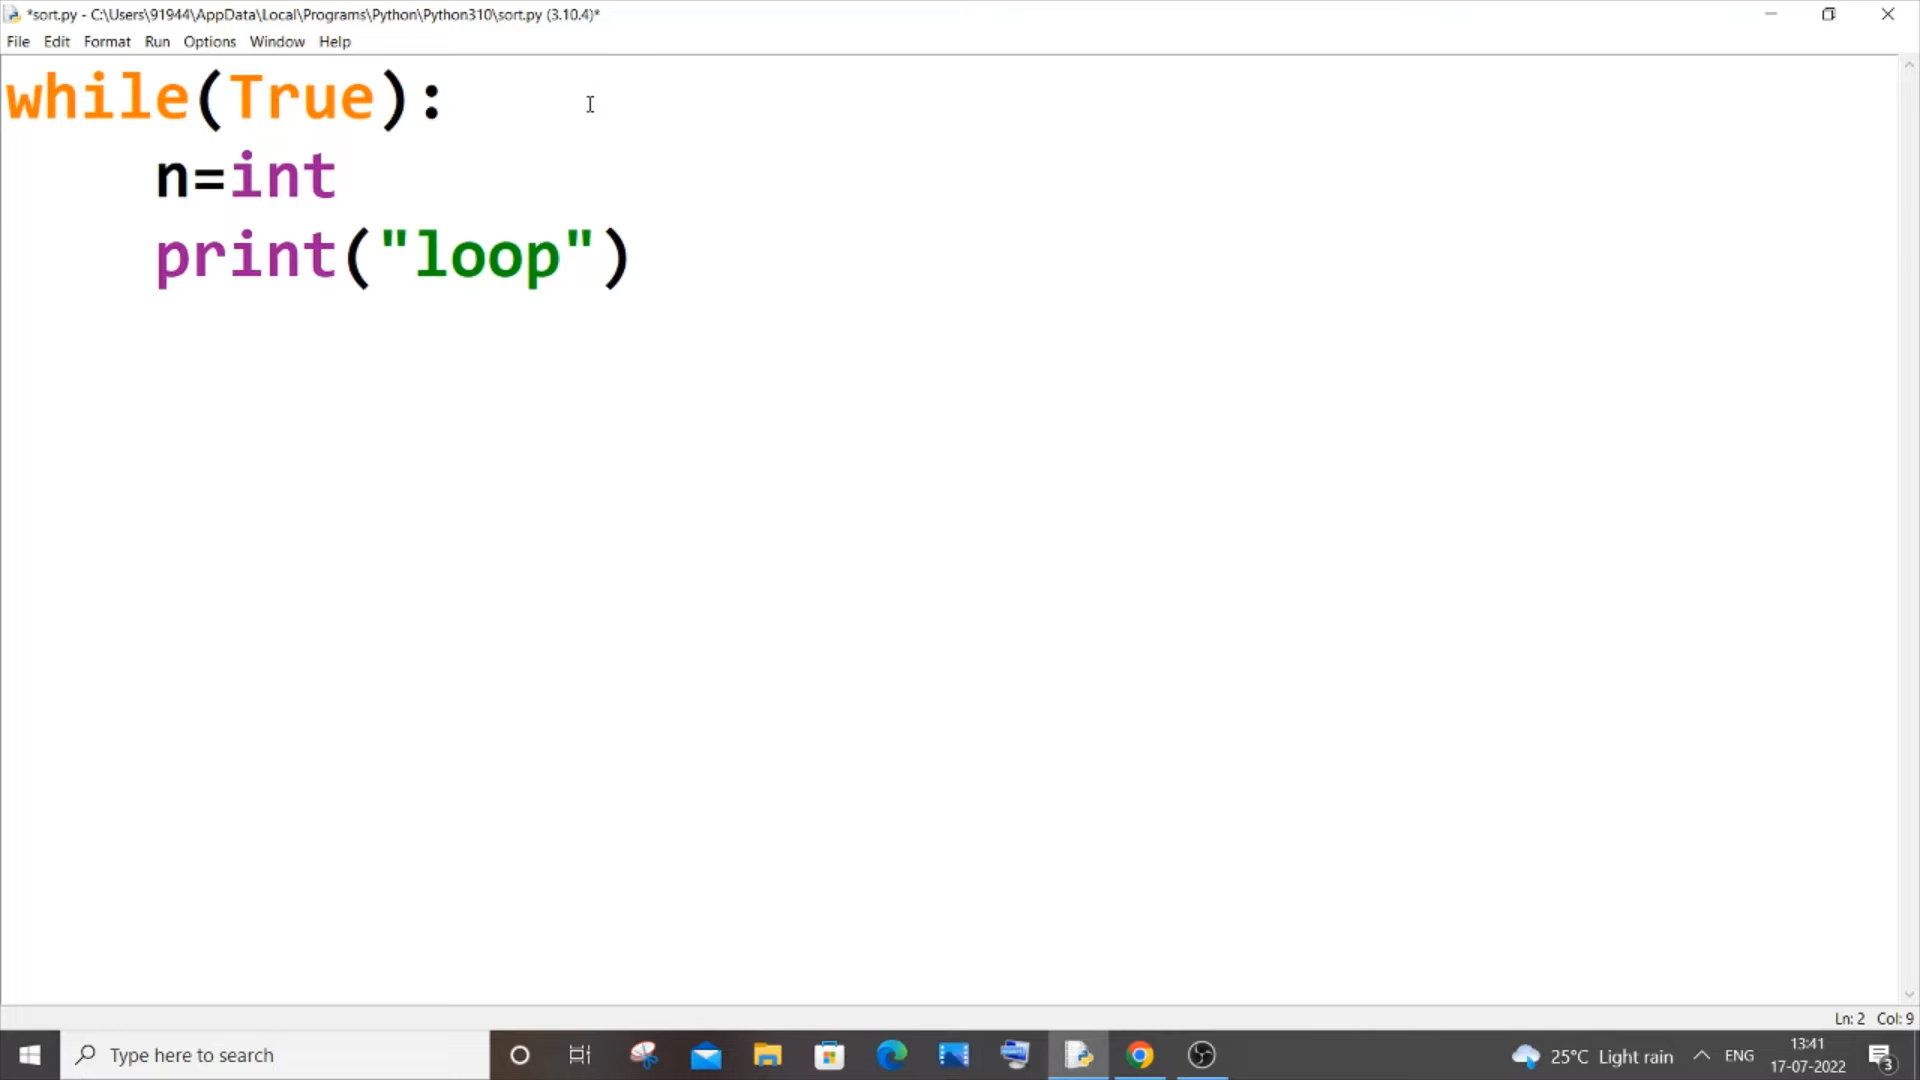 *sort.py - C:\Users\91944\AppData\Local\Programs\Python\Python310\sort.py (3.10.4)*
File Edit Format Run Options Window Help
while(True):
    n=int
    print("loop")
Ln: 2 Col: 9
Type here to search
25°C Light rain
ENG
13:41
17-07-2022
3